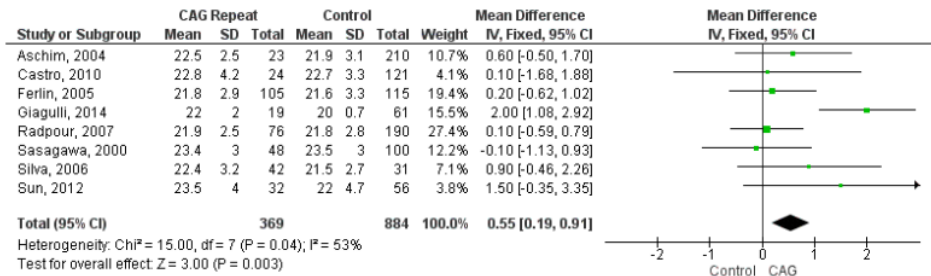 CAG Repeat Control Mean Difference Mean Difference
Study or Subgroup Mean SD Total Mean SD Total Weight IV, Fixed, 95% CI IV, Fixed, 95% CI
Aschim, 2004 22.5 2.5 23 21.9 3.1 210 10.7% 0.60 [-0.50, 1.70]
Castro, 2010 22.8 4.2 24 22.7 3.3 121 4.1% 0.10 [-1.68, 1.88]
Ferlin, 2005 21.8 2.9 105 21.6 3.3 115 19.4% 0.20 [-0.62, 1.02]
Giagulli, 2014 22 2 19 20 0.7 61 15.5% 2.00 [1.08, 2.92]
Radpour, 2007 21.9 2.5 76 21.8 2.8 190 27.4% 0.10 [-0.59, 0.79]
Sasagawa, 2000 23.4 3 48 23.5 3 100 12.2% -0.10 [-1.13, 0.93]
Silva, 2006 22.4 3.2 42 21.5 2.7 31 7.1% 0.90 [-0.46, 2.26]
Sun, 2012 23.5 4 32 22 4.7 56 3.8% 1.50 [-0.35, 3.35]
Total (95% CI) 369 884 100.0% 0.55 [0.19, 0.91]
Heterogeneity: Chi² = 15.00, df = 7 (P = 0.04); I² = 53%
Test for overall effect: Z = 3.00 (P = 0.003)
-2 -1 0 1 2
Control CAG